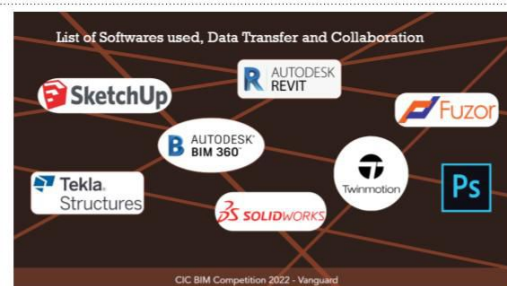 List of Softwares used, Data Transfer and Collaboration
SketchUp
R AUTODESK
REVIT
Fuzor
B AUTODESK
BIM 360
Twinmotion
Ps
Tekla
Structures
SOLIDWORKS
CIC BIM Competition 2022 - Vanguard